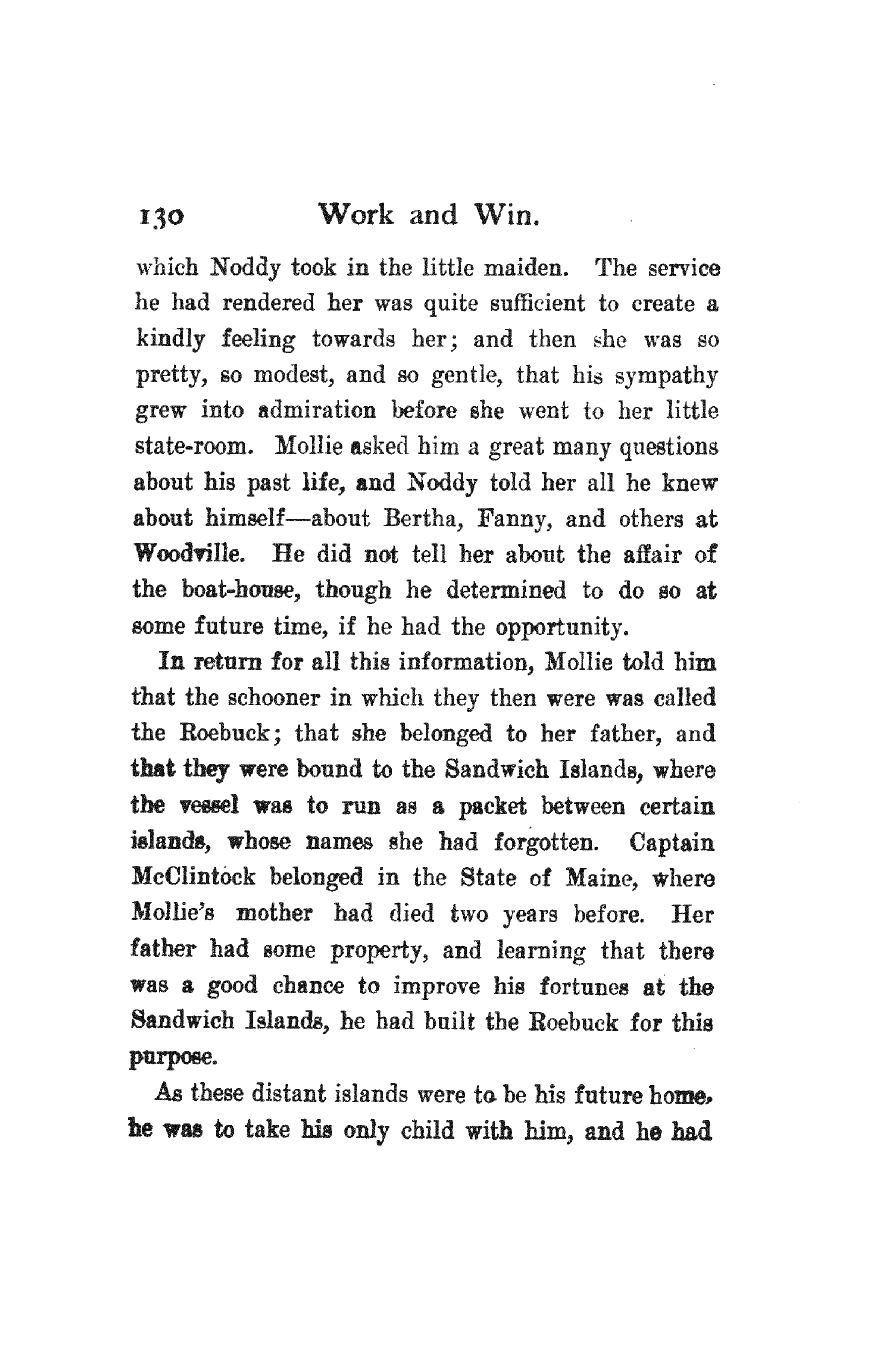 130 Work and Win.
which Noddy took in the little maiden. The service
he had rendered her was quite sufficient to create a
kindly feeling towards her; and then she was so
pretty, so modest, and so gentle, that his sympathy
grew into admiration before she went to her little
state-room. Mollie asked him a great many questions
about his past life, and Noddy told her all he knew
about himself—about Bertha, Fanny, and others at
Woodville. He did not tell her about the affair of
the boat-house, though he determined to do so at
some future time, if he had the opportunity.
In return for all this information, Mollie told him
that the schooner in which they then were was called
the Roebuck; that she belonged to her father, and
that they were bound to the Sandwich Islands, where
the vessel was to run as a packet between certain
islands, whose names she had forgotten. Captain
McClintock belonged in the State of Maine, where
Mollie's mother had died two years before. Her
father had some property, and learning that there
was a good chance to improve his fortunes at the
Sandwich Islands, he had built the Roebuck for this
purpose.
As these distant islands were to be his future home,
he was to take his only child with him, and he had